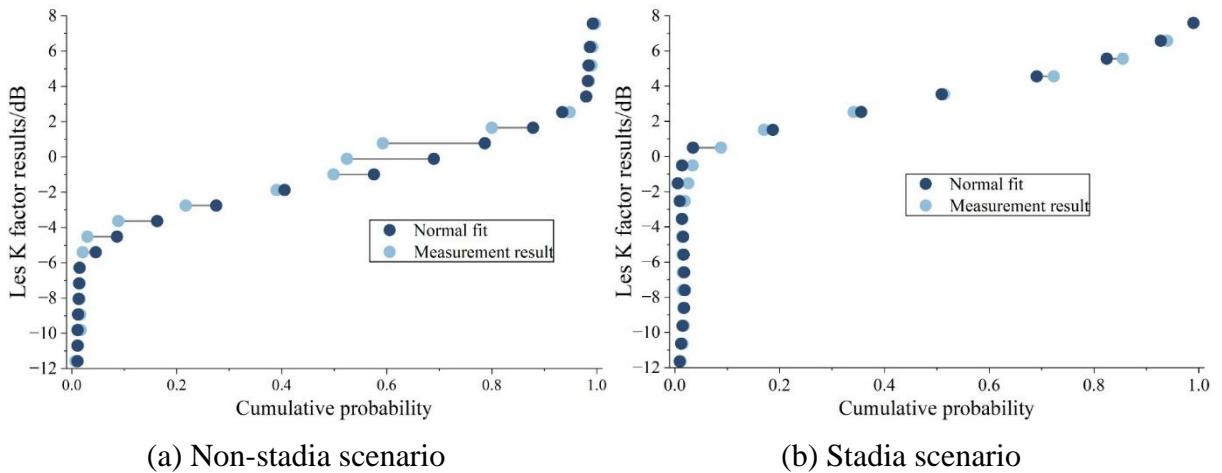 Les K factor results/dB
8
6
4
2
0
−2
−4
−6
−8
−10
−12
Normal fit
Measurement result
0.0 0.2 0.4 0.6 0.8 1.0
Cumulative probability
(a) Non-stadia scenario
Les K factor results/dB
8
6
4
2
0
−2
−4
−6
−8
−10
−12
Normal fit
Measurement result
0.0 0.2 0.4 0.6 0.8 1.0
Cumulative probability
(b) Stadia scenario